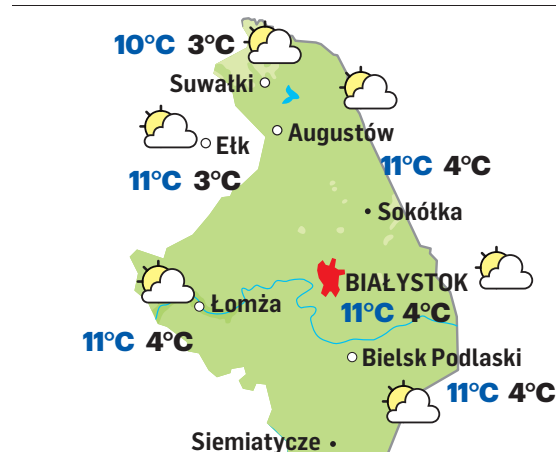 10°C 3°C
Suwałki
Augustów
Ełk
11°C 3°C
11°C 4°C
Sokółka
BIAŁYSTOK
Łomża
11°C 4°C
11°C 4°C
Bielsk Podlaski
11°C 4°C
Siemiatycze